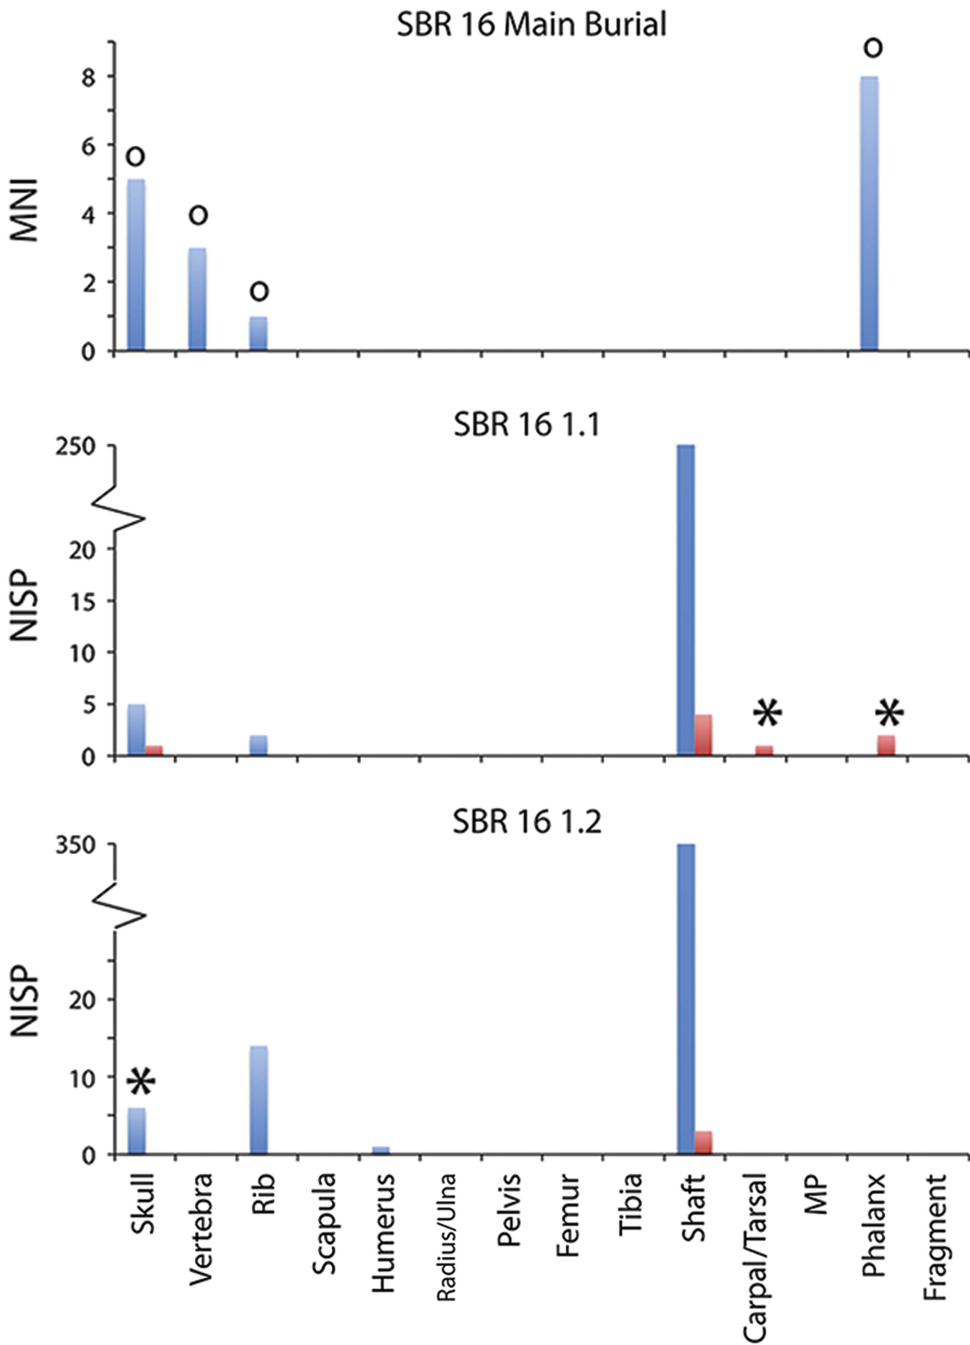 SBR 16 Main Burial
MNI
8
6
4
2
0
o
o
o
o
SBR 16 1.1
NISP
250
20
15
10
5
0
*
*
SBR 16 1.2
NISP
350
20
10
0
*
Skull
Vertebra
Rib
Scapula
Humerus
Radius/Ulna
Pelvis
Femur
Tibia
Shaft
Carpal/Tarsal
MP
Phalanx
Fragment